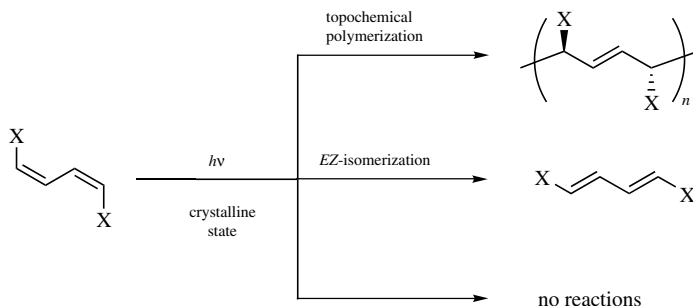 topochemical
polymerization
X
X
n
X
X
hν
crystalline
state
EZ-isomerization
X
X
no reactions